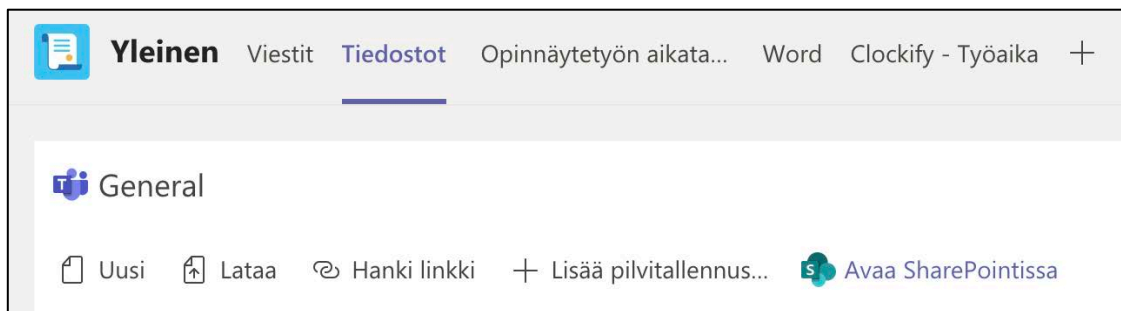 Yleinen Viestit Tiedostot Opinnäytetyön aikata... Word Clockify - Työaika
General
Uusi Lataa Hanki linkki Lisää pilvitallennus... Avaa SharePointissa